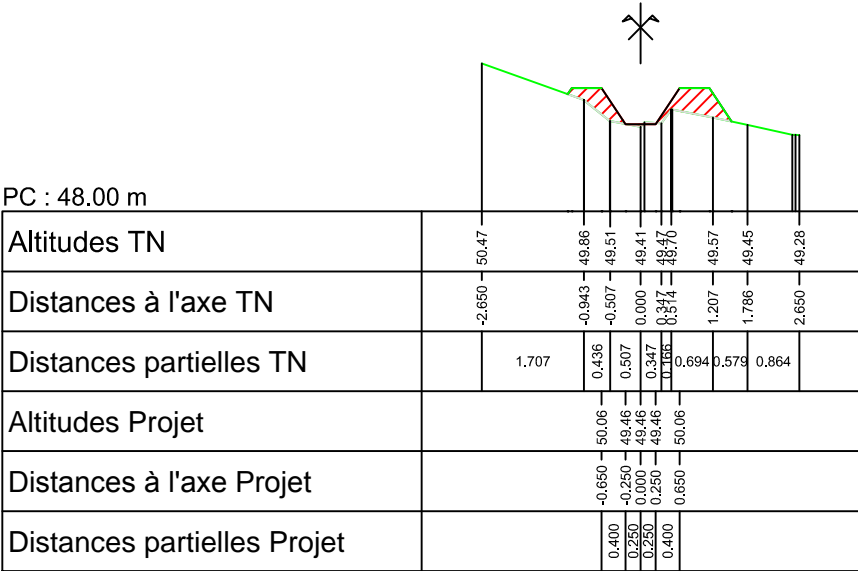 PC : 48.00 m
Altitudes TN 50.47 49.86 49.51 49.41 49.47 49.70 49.57 49.45 49.28
Distances à l'axe TN -2.650 -0.943 -0.507 0.000 0.347 0.514 1.207 1.786 2.650
Distances partielles TN 1.707 0.436 0.507 0.347 0.166 0.694 0.579 0.864
Altitudes Projet 50.06 49.46 49.46 49.46 50.06
Distances à l'axe Projet -0.650 -0.250 0.000 0.250 0.650
Distances partielles Projet 0.400 0.250 0.250 0.400